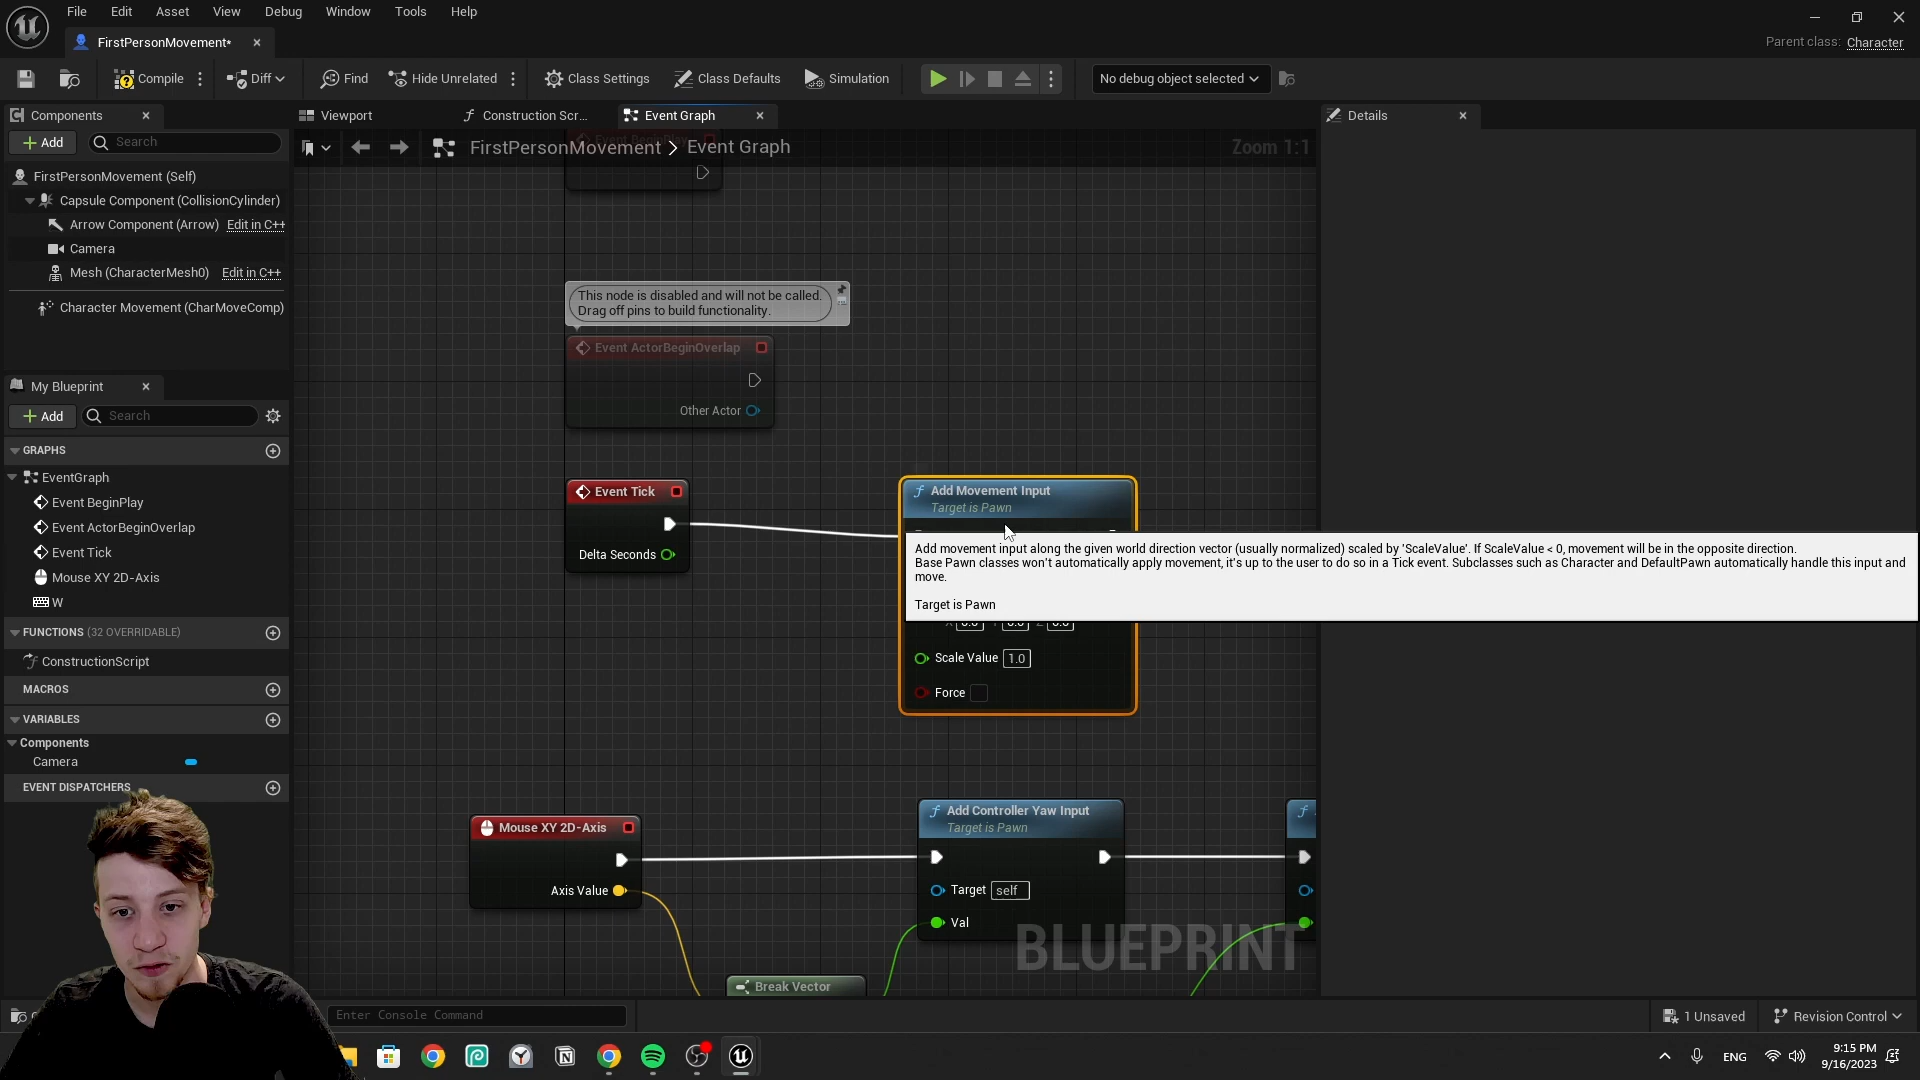 File Edit Asset View Debug Window Tools Help
FirstPersonMovement*
Parent class: Character
Compile Diff Find Hide Unrelated Class Settings Class Defaults Simulation No debug object selected
Components
Add Search
FirstPersonMovement (Self)
Capsule Component (CollisionCylinder)
Arrow Component (Arrow) Edit in C++
Camera
Mesh (CharacterMesh0) Edit in C++
Character Movement (CharMoveComp)
My Blueprint
Add Search
GRAPHS
EventGraph
Event BeginPlay
Event ActorBeginOverlap
Event Tick
Mouse XY 2D-Axis
W
FUNCTIONS (32 OVERRIDABLE)
ConstructionScript
MACROS
VARIABLES
Components
Camera
EVENT DISPATCHERS
Viewport Construction Scr... Event Graph
Event BeginPlay
FirstPersonMovement > Event Graph Zoom 1:1
This node is disabled and will not be called.
Drag off pins to build functionality.
Event ActorBeginOverlap
Other Actor
Event Tick
Delta Seconds
Add Movement Input
Target is Pawn
Add movement input along the given world direction vector (usually normalized) scaled by 'ScaleValue'. If ScaleValue < 0, movement will be in the opposite direction.
Base Pawn classes won't automatically apply movement, it's up to the user to do so in a Tick event. Subclasses such as Character and DefaultPawn automatically handle this input and
move.
Target is Pawn
Scale Value 1.0
Force
Mouse XY 2D-Axis
Axis Value
Add Controller Yaw Input
Target is Pawn
Target self
Val
Break Vector
BLUEPRINT
Details
Enter Console Command
1 Unsaved Revision Control
ENG
9:15 PM
9/16/2023